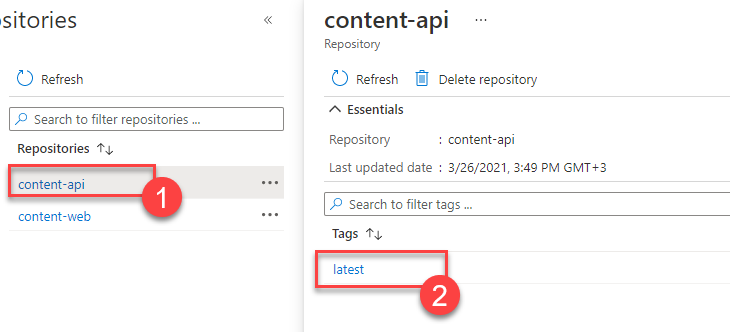 sitories «
Refresh
Search to filter repositories ...
Repositories ↑↓
content-api ...
1
content-web ...
content-api ...
Repository
Refresh Delete repository
Essentials
Repository : content-api
Last updated date : 3/26/2021, 3:49 PM GMT+3
Search to filter tags ...
Tags ↑↓
latest
2